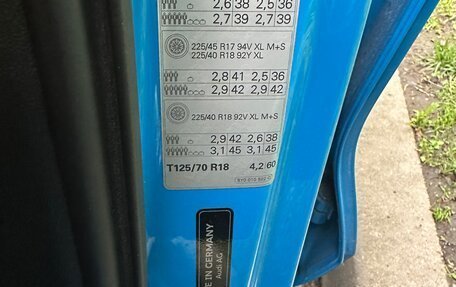 2,6 38 2,5 36
2,7 39 2,7 39
225/45 R17 94V XL M+S
225/40 R18 92Y XL
2,8 41 2,5 36
2,9 42 2,9 42
225/40 R18 92V XL M+S
2,9 42 2,6 38
3,1 45 3,1 45
T125/70 R18 4,2 60
E IN GERMANY
Audi AG